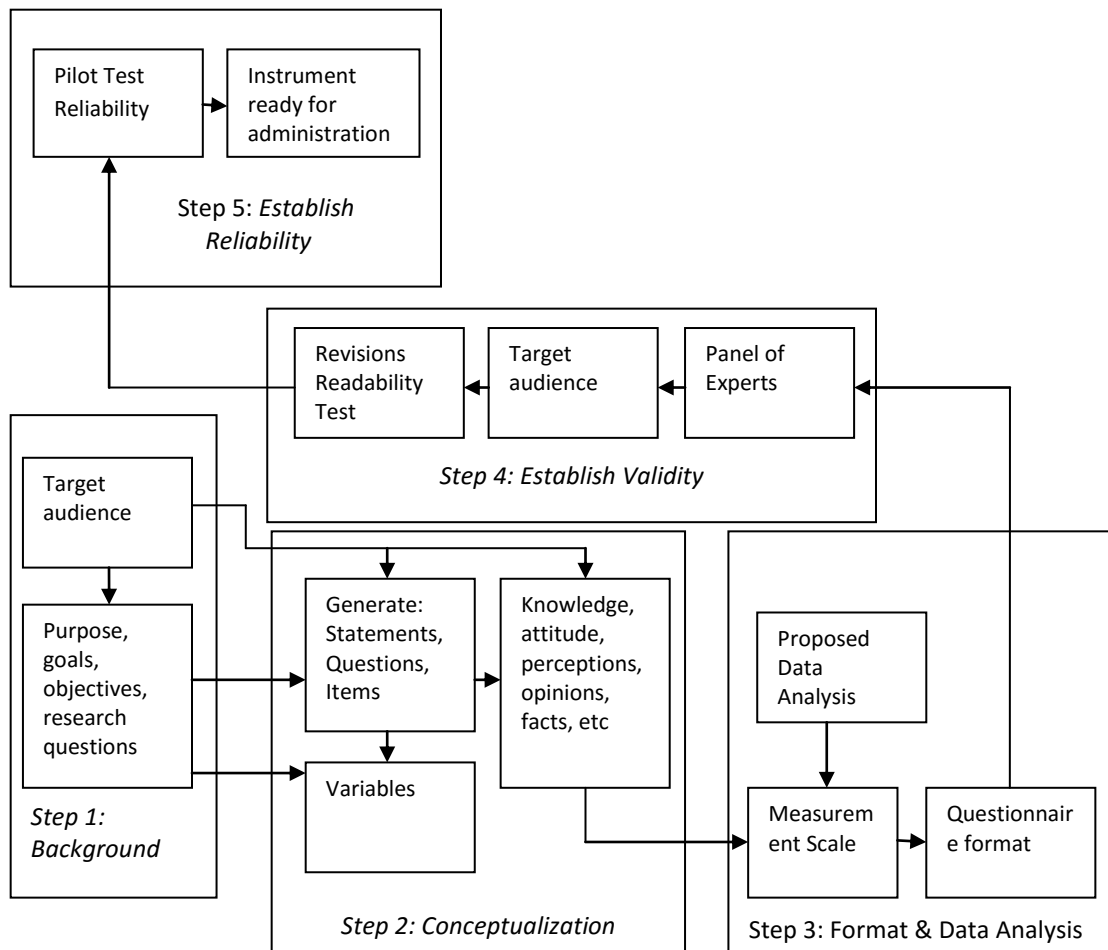 Pilot Test
Reliability
Instrument
ready for
administration
Step 5: Establish
Reliability
Revisions
Readability
Test
Target
audience
Panel of
Experts
Step 4: Establish Validity
Target
audience
Purpose,
goals,
objectives,
research
questions
Step 1:
Background
Generate:
Statements,
Questions,
Items
Knowledge,
attitude,
perceptions,
opinions,
facts, etc
Variables
Step 2: Conceptualization
Proposed
Data
Analysis
Measurem
ent Scale
Questionnair
e format
Step 3: Format & Data Analysis